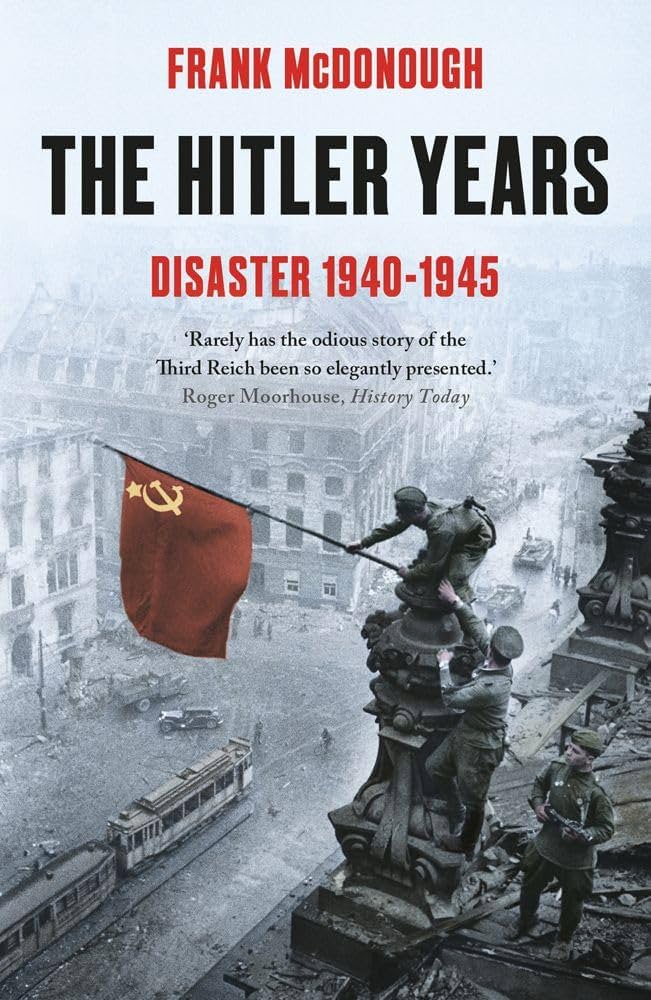 FRANK McDONOUGH
THE HITLER YEARS
DISASTER 1940-1945
‘Rarely has the odious story of the
Third Reich been so elegantly presented.’
Roger Moorhouse, History Today